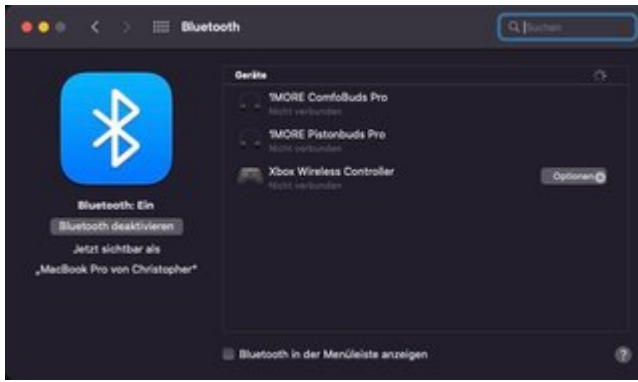 Bluetooth
Suchen
Bluetooth: Ein
Bluetooth deaktivieren
Jetzt sichtbar als
„MacBook Pro von Christopher“
Geräte
1MORE ComfoBuds Pro
Nicht verbunden
1MORE Pistonbuds Pro
Nicht verbunden
Xbox Wireless Controller
Nicht verbunden
Optionen
Bluetooth in der Menüleiste anzeigen
?